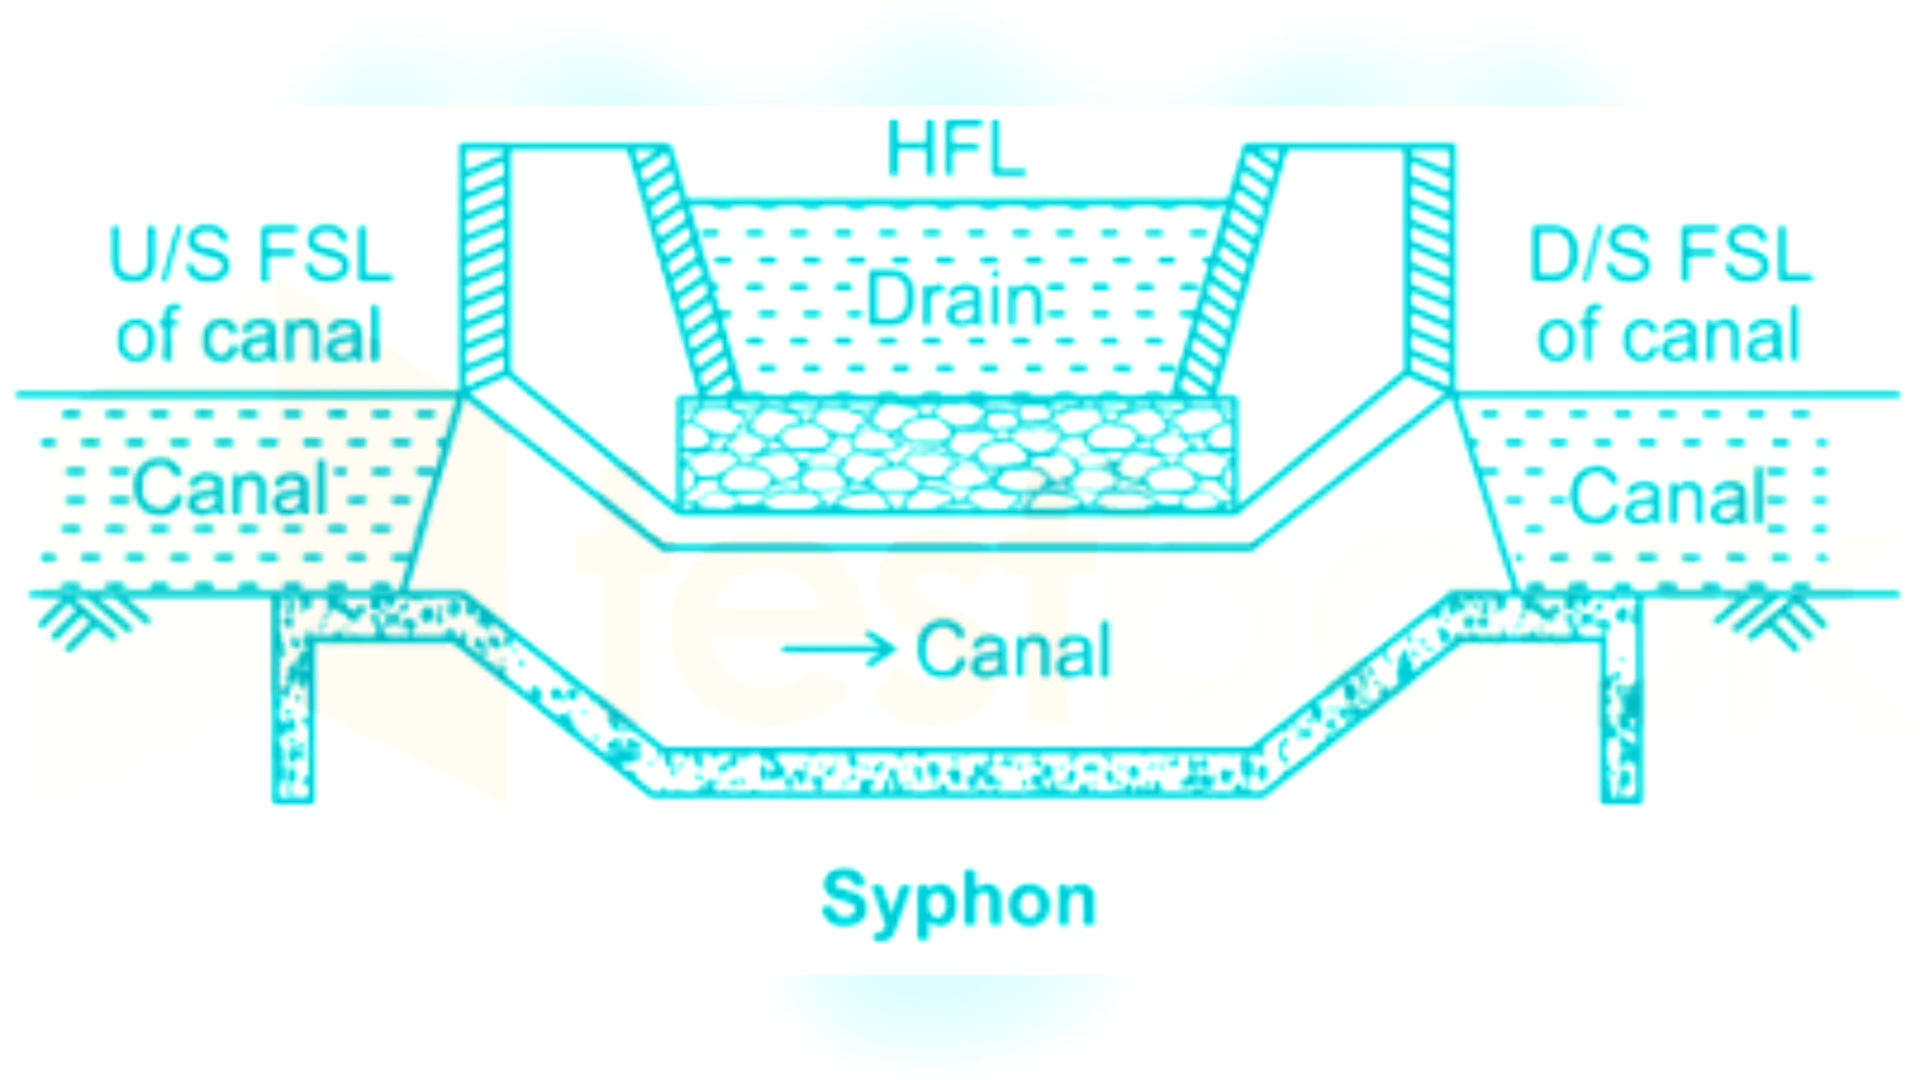 HFL
U/S FSL
of canal
Drain
D/S FSL
of canal
Canal
Canal
→ Canal
Syphon